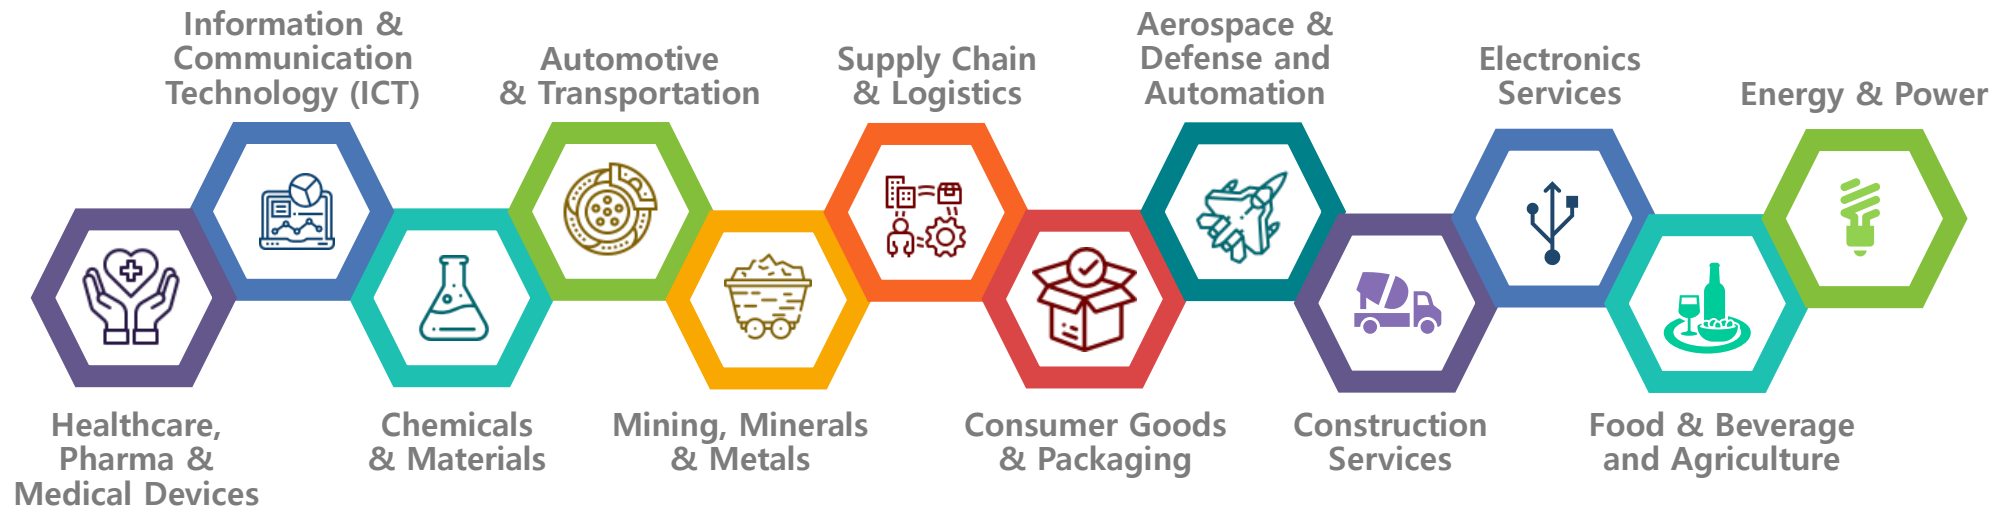 Information &
Communication
Technology (ICT)
Automotive
& Transportation
Supply Chain
& Logistics
Aerospace &
Defense and
Automation
Electronics
Services
Energy & Power
Healthcare,
Pharma &
Medical Devices
Chemicals
& Materials
Mining, Minerals
& Metals
Consumer Goods
& Packaging
Construction
Services
Food & Beverage
and Agriculture